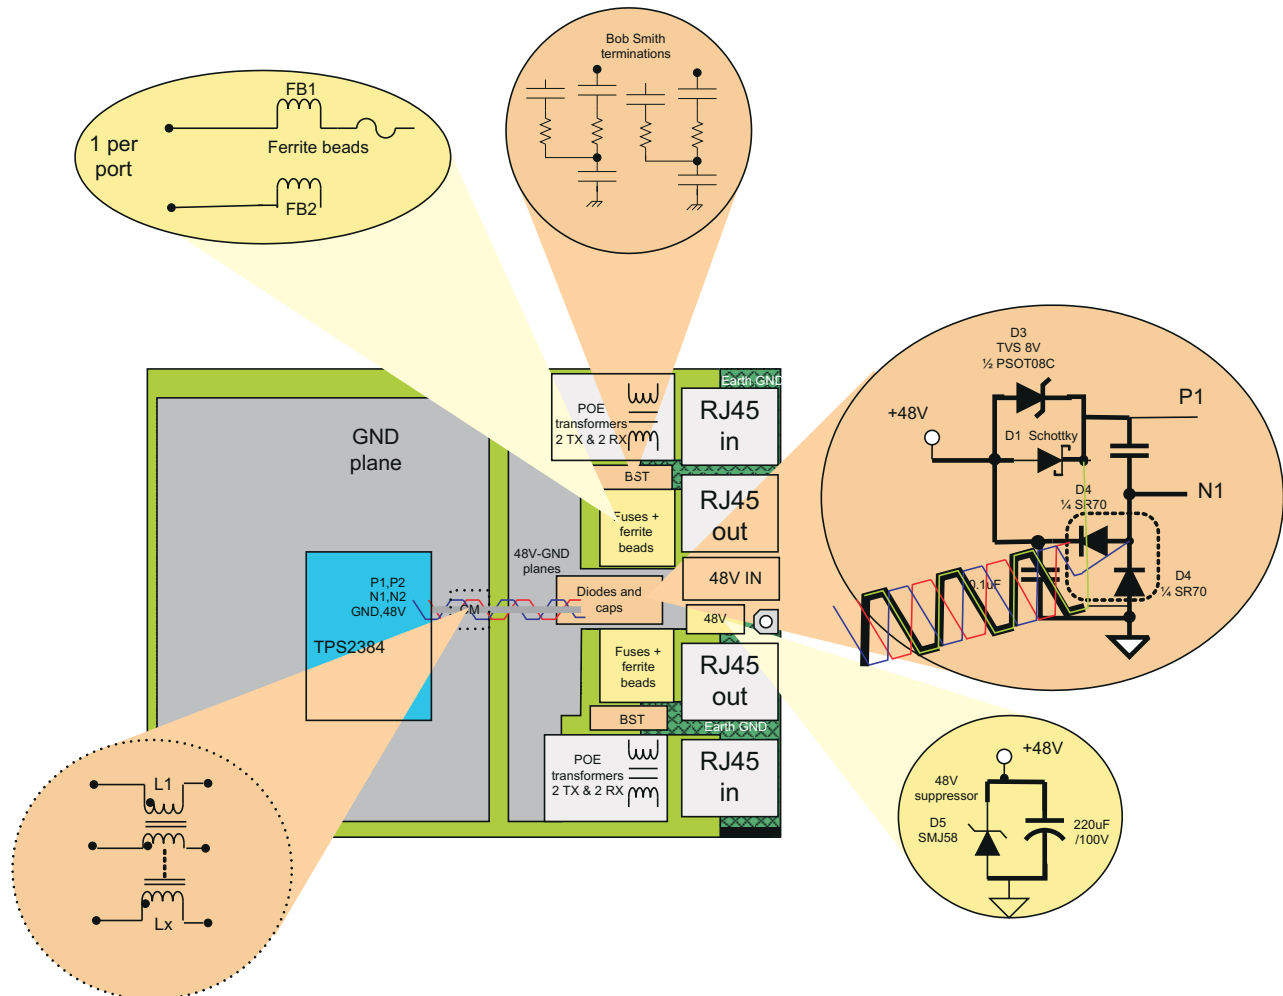 Bob Smith
terminations
FB1
1 per
port
Ferrite beads
FB2
D3
TVS 8V
½ PSOT08C
P1
+48V
D1 Schottky
N1
D4
¼ SR70
0.1uF
D4
¼ SR70
Earth GND
POE
transformers
2 TX & 2 RX
RJ45
in
GND
plane
BST
RJ45
out
Fuses +
ferrite
beads
48V-GND
planes
48V IN
P1,P2
N1,N2
GND,48V
CM
Diodes and
caps
48V
TPS2384
Fuses +
ferrite
beads
RJ45
out
BST
Earth GND
POE
transformers
2 TX & 2 RX
RJ45
in
+48V
48V
suppressor
D5
SMJ58
220uF
/100V
L1
Lx